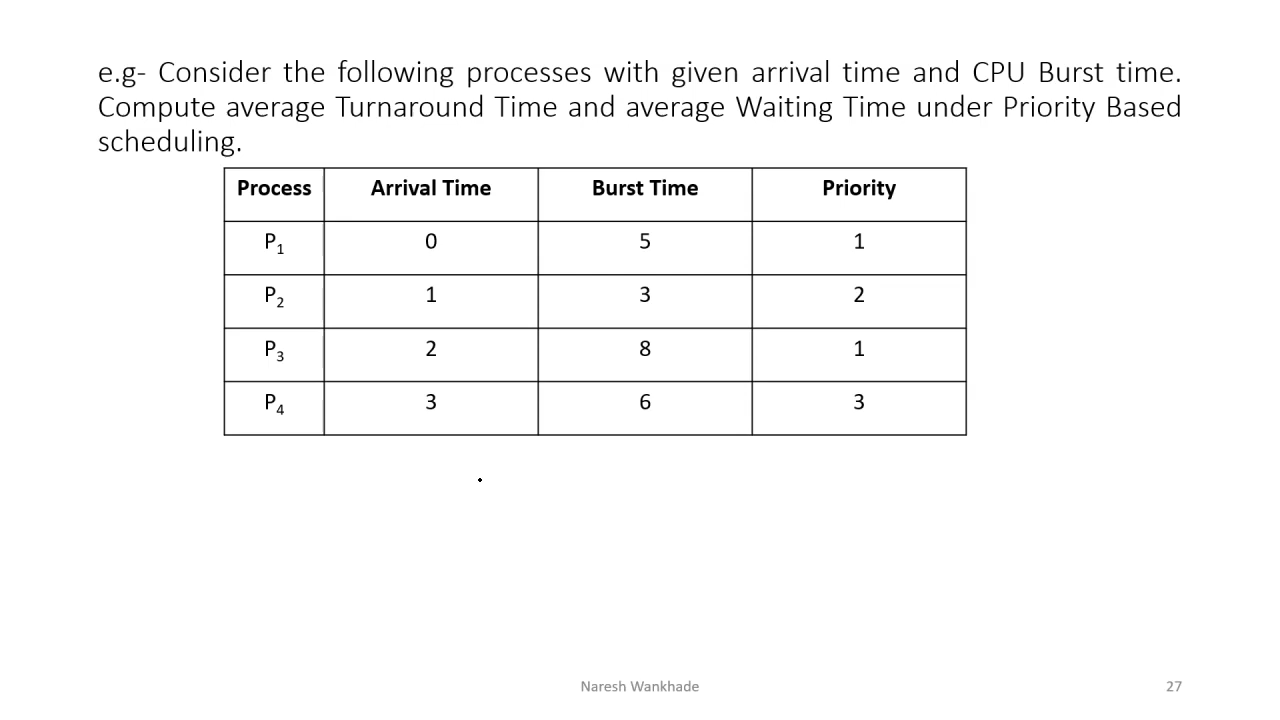 e.g- Consider the following processes with given arrival time and CPU Burst time.
Compute average Turnaround Time and average Waiting Time under Priority Based
scheduling.
Process Arrival Time Burst Time Priority
P₁ 0 5 1
P₂ 1 3 2
P₃ 2 8 1
P₄ 3 6 3
Naresh Wankhade 27